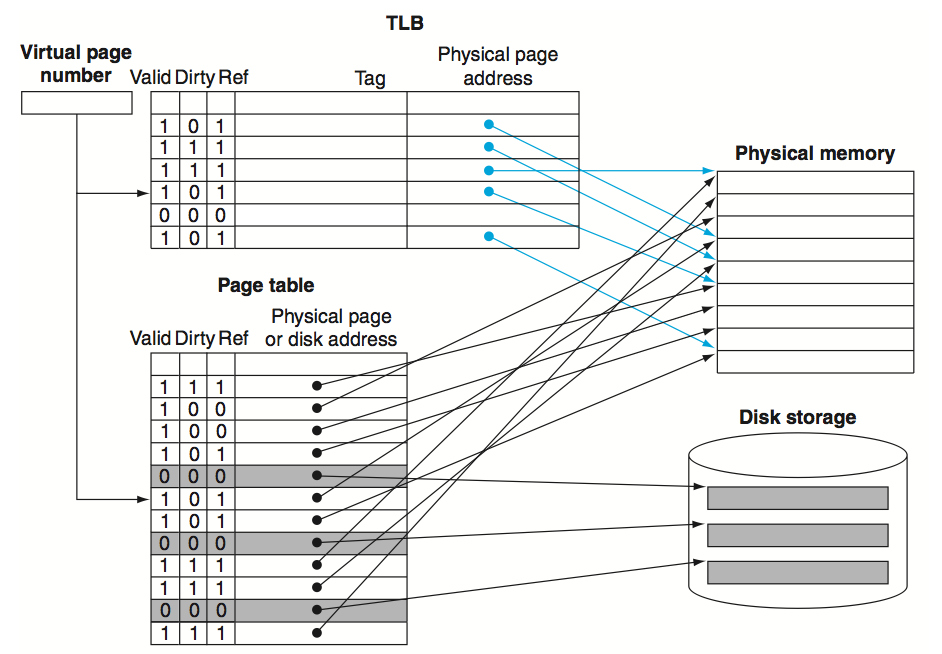 TLB
Virtual page
number
Physical page
address
Valid Dirty Ref
Tag
1 0 1
1 1 1
1 1 1
1 0 1
0 0 0
1 0 1
Physical memory
Page table
Physical page
or disk address
Valid Dirty Ref
1 1 1
1 0 0
1 0 0
1 0 1
0 0 0
1 0 1
1 0 1
0 0 0
1 1 1
1 1 1
0 0 0
1 1 1
Disk storage